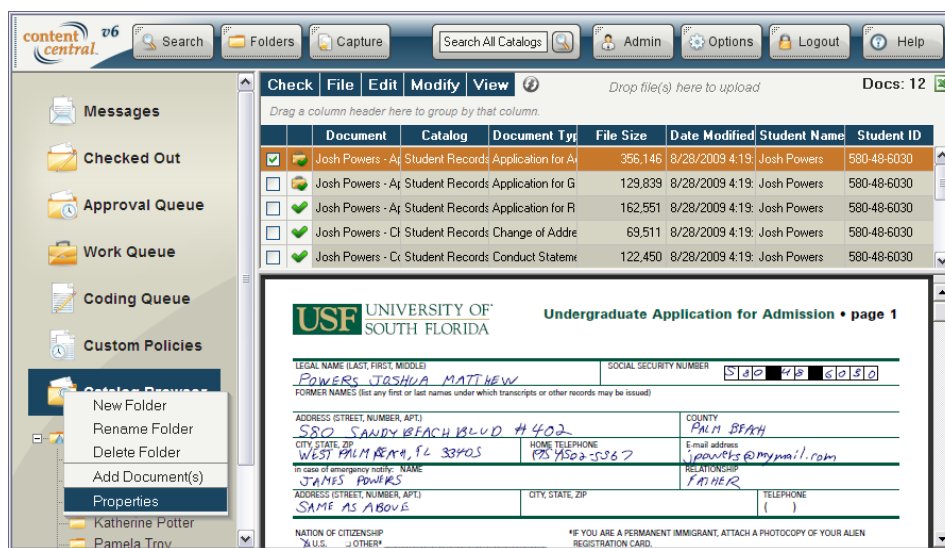 content central. v6
Search
Folders
Capture
Search All Catalogs
Admin
Options
Logout
Help
Messages
Checked Out
Approval Queue
Work Queue
Coding Queue
Custom Policies
Catalog Browser
New Folder
Rename Folder
Delete Folder
Add Document(s)
Properties
Katherine Potter
Pamela Troy
Check File Edit Modify View
Drop file(s) here to upload
Docs: 12
Drag a column header here to group by that column.
Document Catalog Document Typ File Size Date Modified Student Name Student ID
Josh Powers - Ap Student Records Application for A 356,146 8/28/2009 4:19: Josh Powers 580-48-6030
Josh Powers - Ap Student Records Application for G 129,839 8/28/2009 4:19: Josh Powers 580-48-6030
Josh Powers - Ap Student Records Application for R 162,551 8/28/2009 4:19: Josh Powers 580-48-6030
Josh Powers - Ch Student Records Change of Addre 69,511 8/28/2009 4:19: Josh Powers 580-48-6030
Josh Powers - Co Student Records Conduct Stateme 122,450 8/28/2009 4:19: Josh Powers 580-48-6030
USF UNIVERSITY OF
SOUTH FLORIDA
Undergraduate Application for Admission • page 1
LEGAL NAME (LAST, FIRST, MIDDLE) SOCIAL SECURITY NUMBER 580 48 6030
POWERS JOSHUA MATTHEW
FORMER NAMES (list any first or last names under which transcripts or other records may be issued)
ADDRESS (STREET, NUMBER, APT.) COUNTY
580 SANDY BEACH BLVD #402 PALM BEACH
CITY, STATE, ZIP HOME TELEPHONE E-mail address
WEST PALM BEACH, FL 33405 jpowers@mymail.com
in case of emergency notify: NAME RELATIONSHIP
JAMES POWERS FATHER
ADDRESS (STREET, NUMBER, APT.) CITY, STATE, ZIP TELEPHONE
SAME AS ABOVE ( )
NATION OF CITIZENSHIP *IF YOU ARE A PERMANENT IMMIGRANT, ATTACH A PHOTOCOPY OF YOUR ALIEN
U.S. OTHER* REGISTRATION CARD.